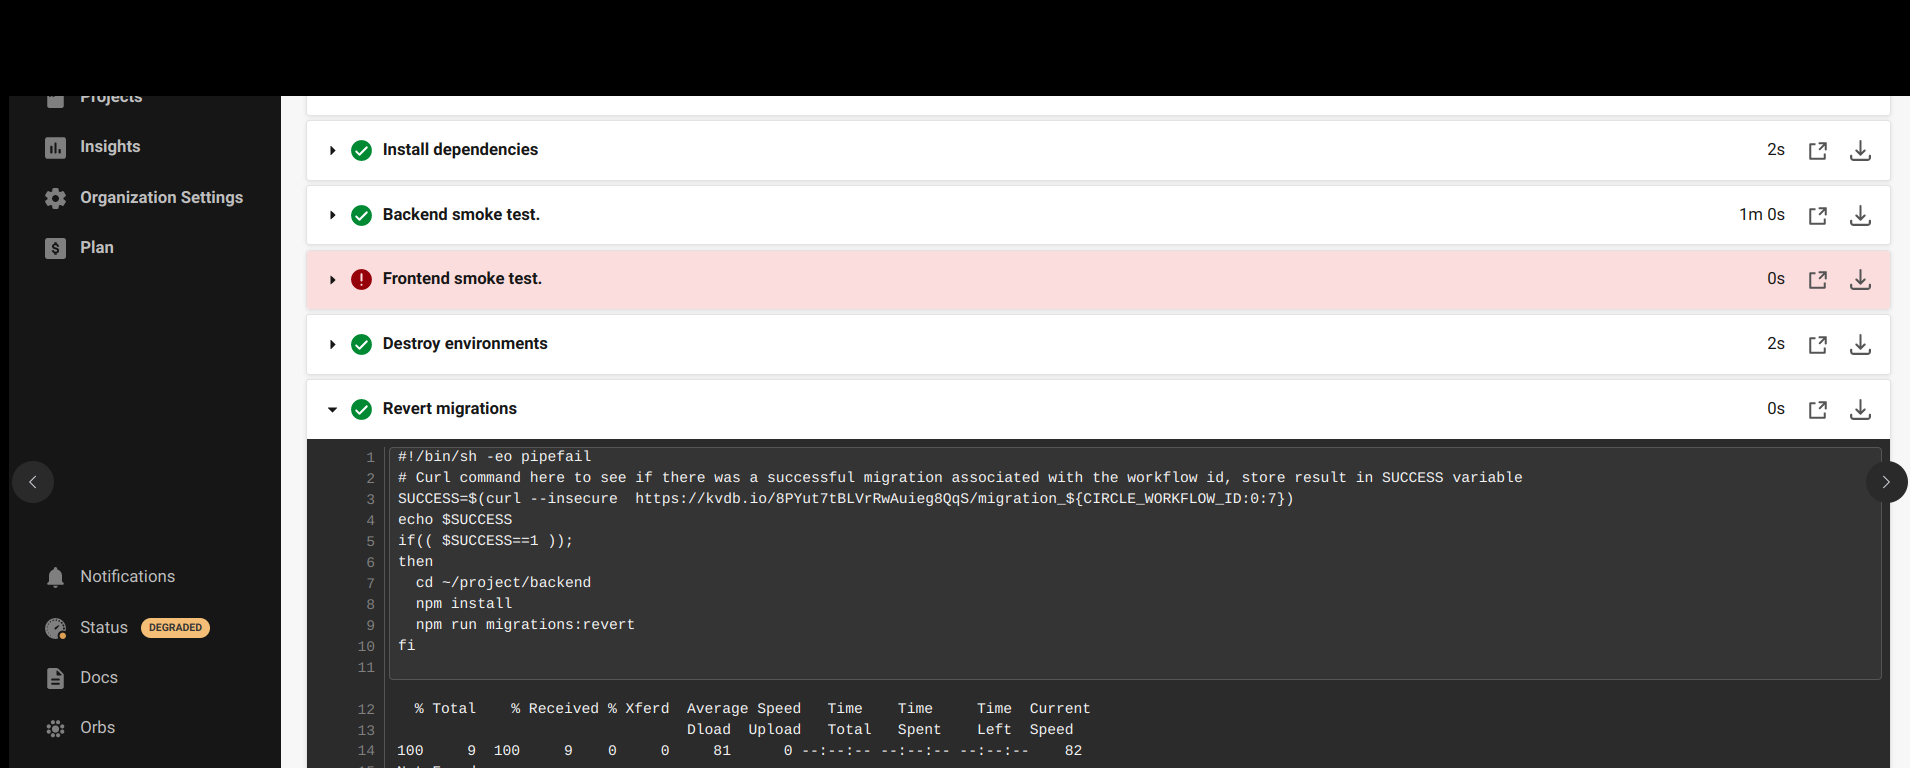 Projects
Insights
Organization Settings
Plan
Notifications
Status DEGRADED
Docs
Orbs
Install dependencies 2s
Backend smoke test. 1m 0s
Frontend smoke test. 0s
Destroy environments 2s
Revert migrations 0s
1 #!/bin/sh -eo pipefail
2 # Curl command here to see if there was a successful migration associated with the workflow id, store result in SUCCESS variable
3 SUCCESS=$(curl --insecure  https://kvdb.io/8PYut7tBLVrRwAuieg8QqS/migration_${CIRCLE_WORKFLOW_ID:0:7})
4 echo $SUCCESS
5 if(( $SUCCESS==1 ));
6 then
7   cd ~/project/backend
8   npm install
9   npm run migrations:revert
10 fi
11
12   % Total    % Received % Xferd  Average Speed   Time    Time     Time  Current
13                                  Dload  Upload   Total   Spent    Left  Speed
14 100     9  100     9    0     0     81      0 --:--:-- --:--:-- --:--:--    82